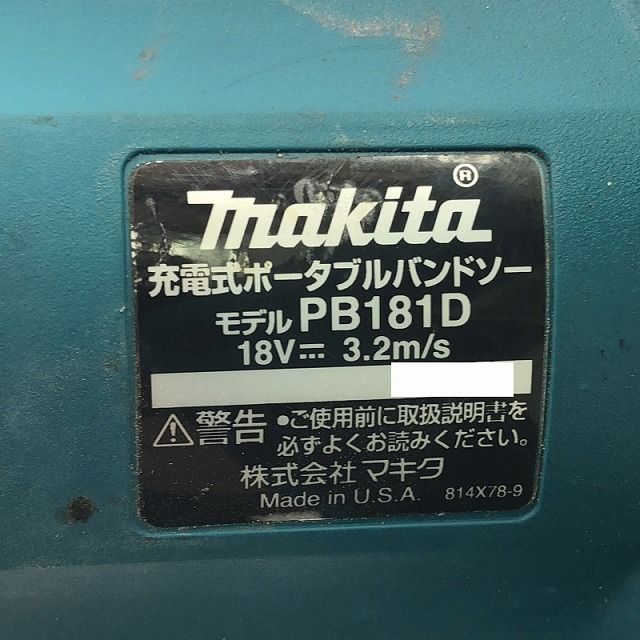 makita®
充電式ポータブルバンドソー
モデル PB181D
18V⎓ 3.2m/s
⚠警告 •ご使用前に取扱説明書を
必ずよくお読みください。
株式会社 マキタ
Made in U.S.A. 814X78-9